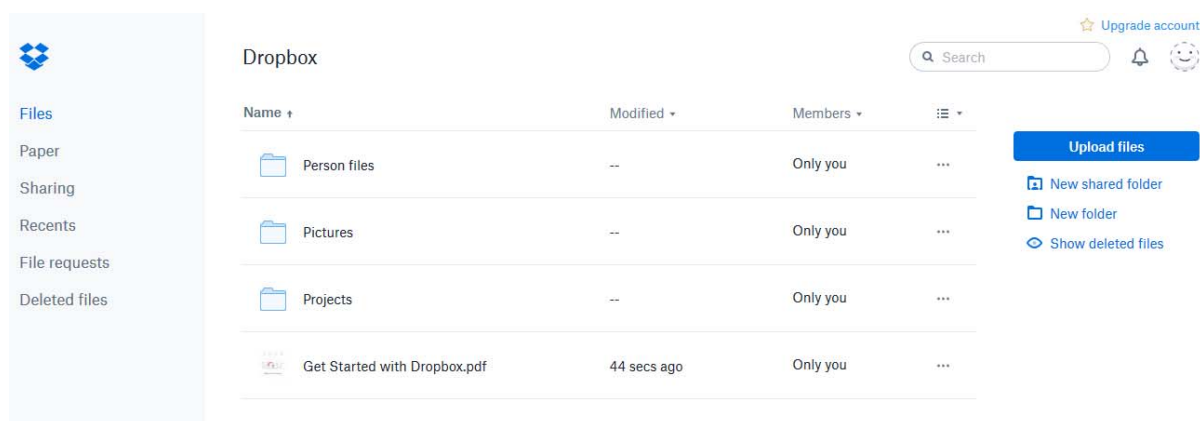 Upgrade account
Dropbox
Search
Files
Paper
Sharing
Recents
File requests
Deleted files
Name Modified Members
Person files -- Only you
Pictures -- Only you
Projects -- Only you
Get Started with Dropbox.pdf 44 secs ago Only you
Upload files
New shared folder
New folder
Show deleted files